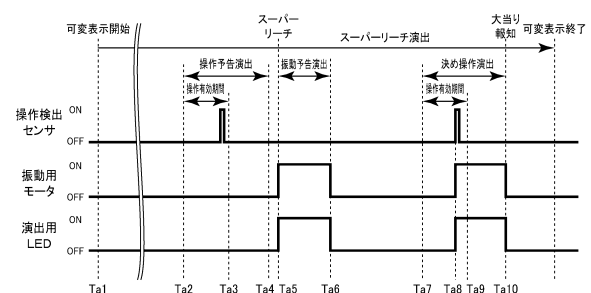 スーパー
リーチ
大当り
報知
可変表示開始
可変表示終了
スーパーリーチ演出
操作予告演出
振動予告演出
決め操作演出
操作有効期間
操作有効期間
操作検出
センサ
ON
OFF
振動用
モータ
ON
OFF
演出用
LED
ON
OFF
Ta1
Ta2
Ta3
Ta4
Ta5
Ta6
Ta7
Ta8
Ta9
Ta10